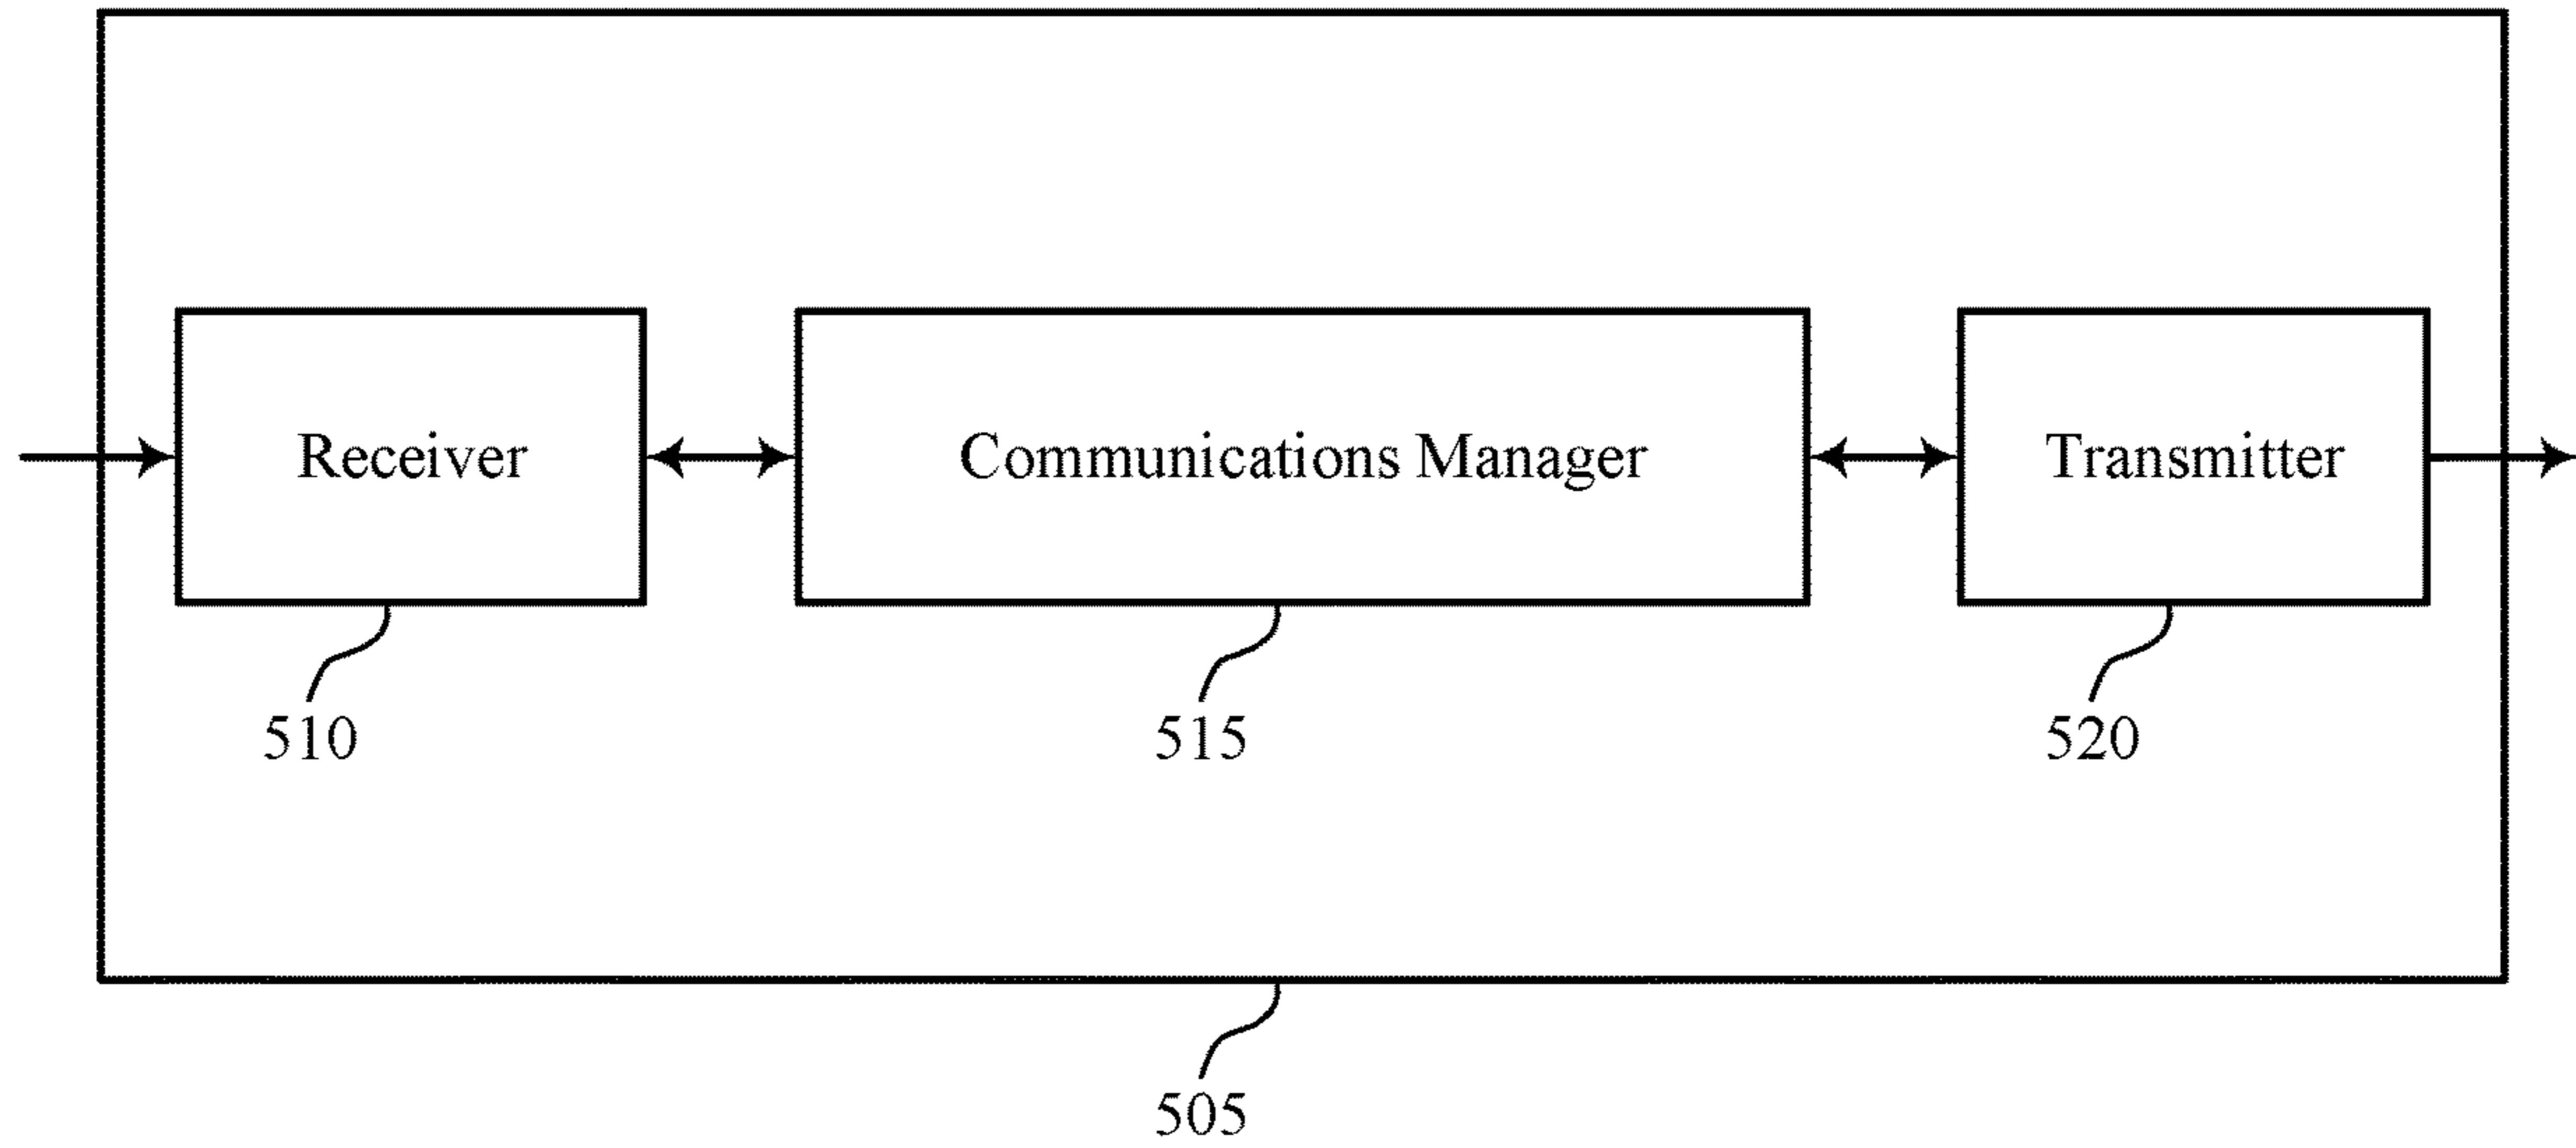 Receiver
Communications Manager
Transmitter
510
515
520
505